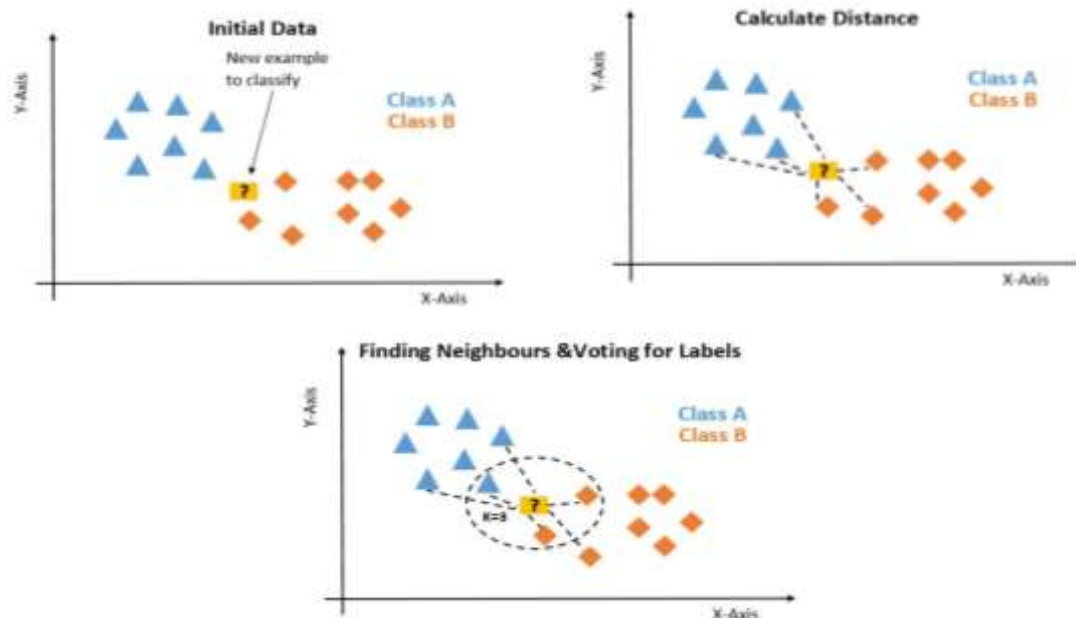 Initial Data
New example
to classify
Y-Axis
Class A
Class B
?
X-Axis
Calculate Distance
Y-Axis
Class A
Class B
?
X-Axis
Finding Neighbours &Voting for Labels
Y-Axis
Class A
Class B
?
K=3
X-Axis